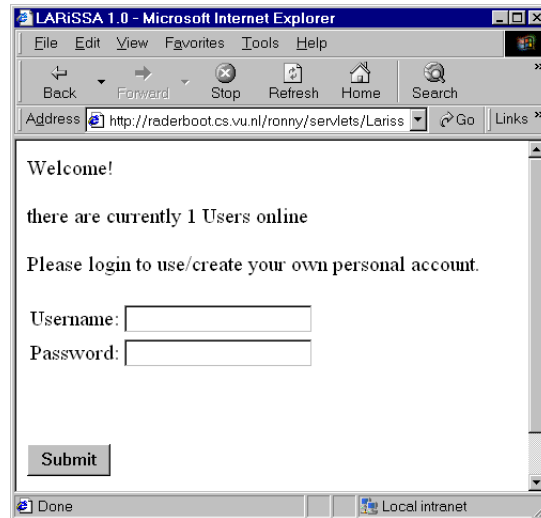 LARiSSA 1.0 - Microsoft Internet Explorer
File Edit View Favorites Tools Help
Back Forward Stop Refresh Home Search »
Address http://raderboot.cs.vu.nl/ronny/servlets/Lariss Go Links »
Welcome!
there are currently 1 Users online
Please login to use/create your own personal account.
Username:
Password:
Submit
Done Local intranet